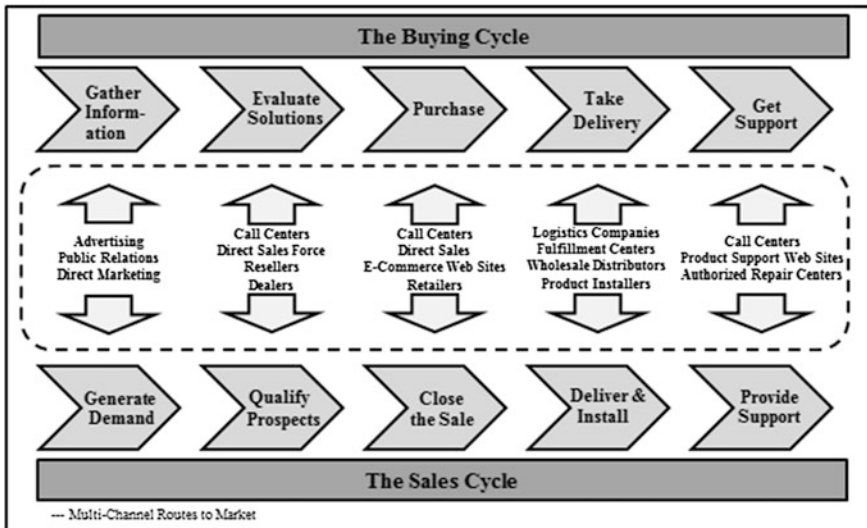 The Buying Cycle
Gather
Inform-
ation
Evaluate
Solutions
Purchase
Take
Delivery
Get
Support
Advertising
Public Relations
Direct Marketing
Call Centers
Direct Sales Force
Resellers
Dealers
Call Centers
Direct Sales
E-Commerce Web Sites
Retailers
Logistics Companies
Fulfillment Centers
Wholesale Distributors
Product Installers
Call Centers
Product Support Web Sites
Authorized Repair Centers
Generate
Demand
Qualify
Prospects
Close
the Sale
Deliver &
Install
Provide
Support
The Sales Cycle
--- Multi-Channel Routes to Market